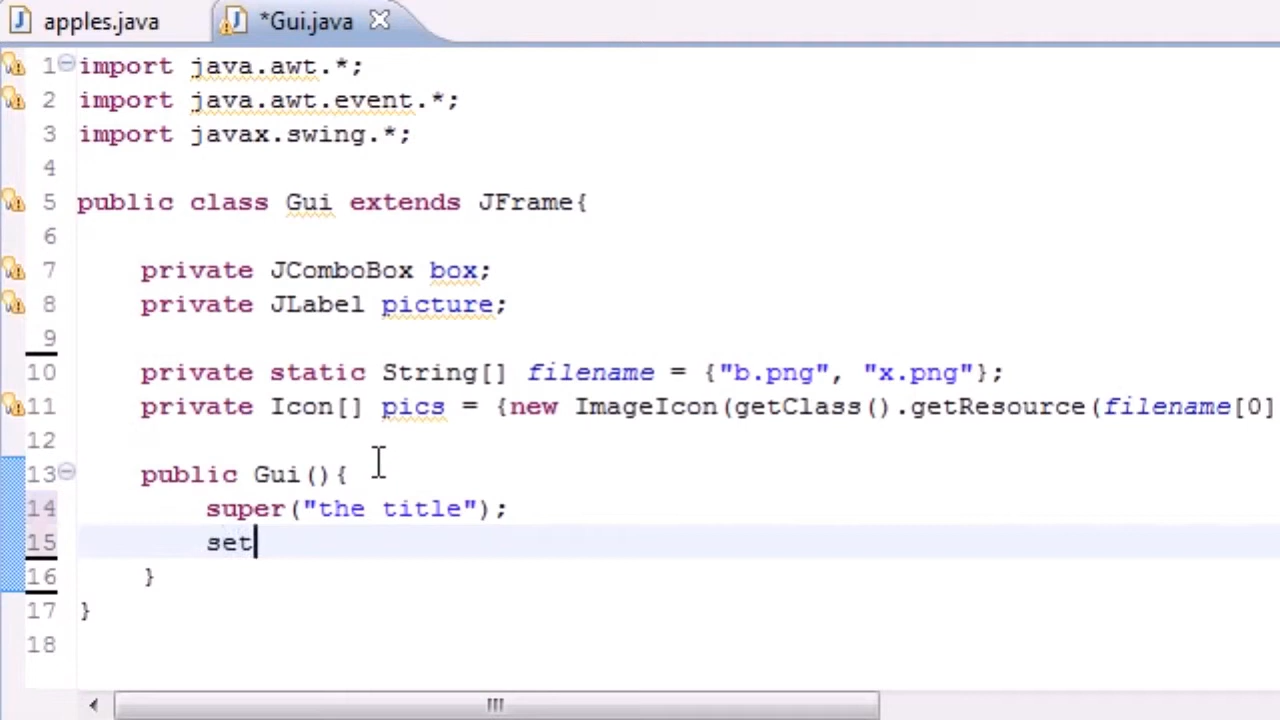 apples.java *Gui.java
1 import java.awt.*;
2 import java.awt.event.*;
3 import javax.swing.*;
4
5 public class Gui extends JFrame{
6
7 private JComboBox box;
8 private JLabel picture;
9
10 private static String[] filename = {"b.png", "x.png"};
11 private Icon[] pics = {new ImageIcon(getClass().getResource(filename[0]
12
13 public Gui(){
14 super("the title");
15 set
16 }
17 }
18